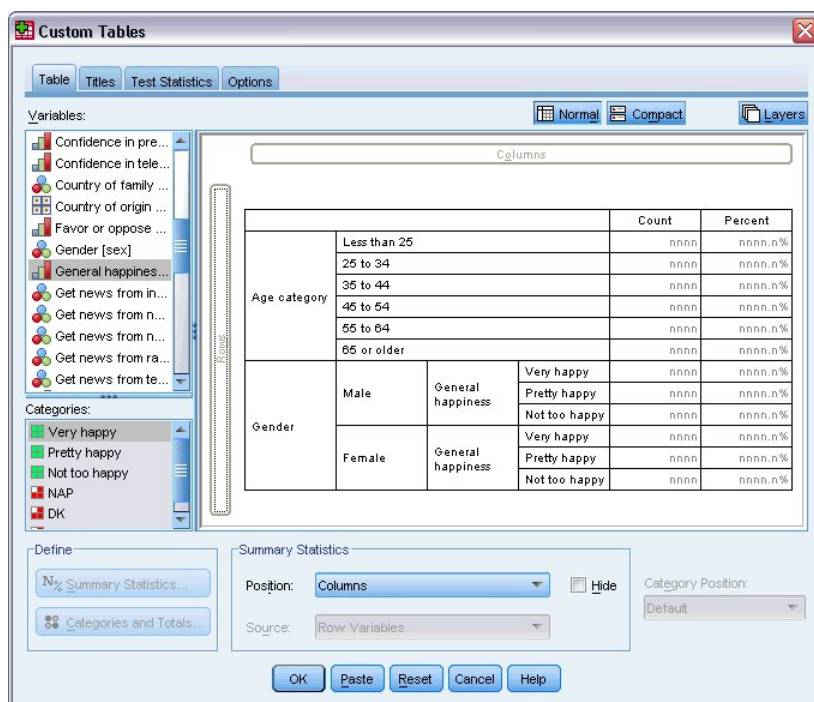 Custom Tables
Table Titles Test Statistics Options
Variables:
Normal Compact Layers
Confidence in pre...
Confidence in tele...
Country of family ...
Country of origin ...
Favor or oppose ...
Gender [sex]
General happines...
Get news from in...
Get news from n...
Get news from n...
Get news from ra...
Get news from te...
Categories:
Very happy
Pretty happy
Not too happy
NAP
DK
Columns
Rows
Count Percent
Age category
Less than 25 nnnn nnnn.n%
25 to 34 nnnn nnnn.n%
35 to 44 nnnn nnnn.n%
45 to 54 nnnn nnnn.n%
55 to 64 nnnn nnnn.n%
65 or older nnnn nnnn.n%
Gender
Male
General
happiness
Very happy nnnn nnnn.n%
Pretty happy nnnn nnnn.n%
Not too happy nnnn nnnn.n%
Female
General
happiness
Very happy nnnn nnnn.n%
Pretty happy nnnn nnnn.n%
Not too happy nnnn nnnn.n%
Define
N% Summary Statistics...
Categories and Totals...
Summary Statistics
Position: Columns Hide
Source: Row Variables
Category Position:
Default
OK Paste Reset Cancel Help